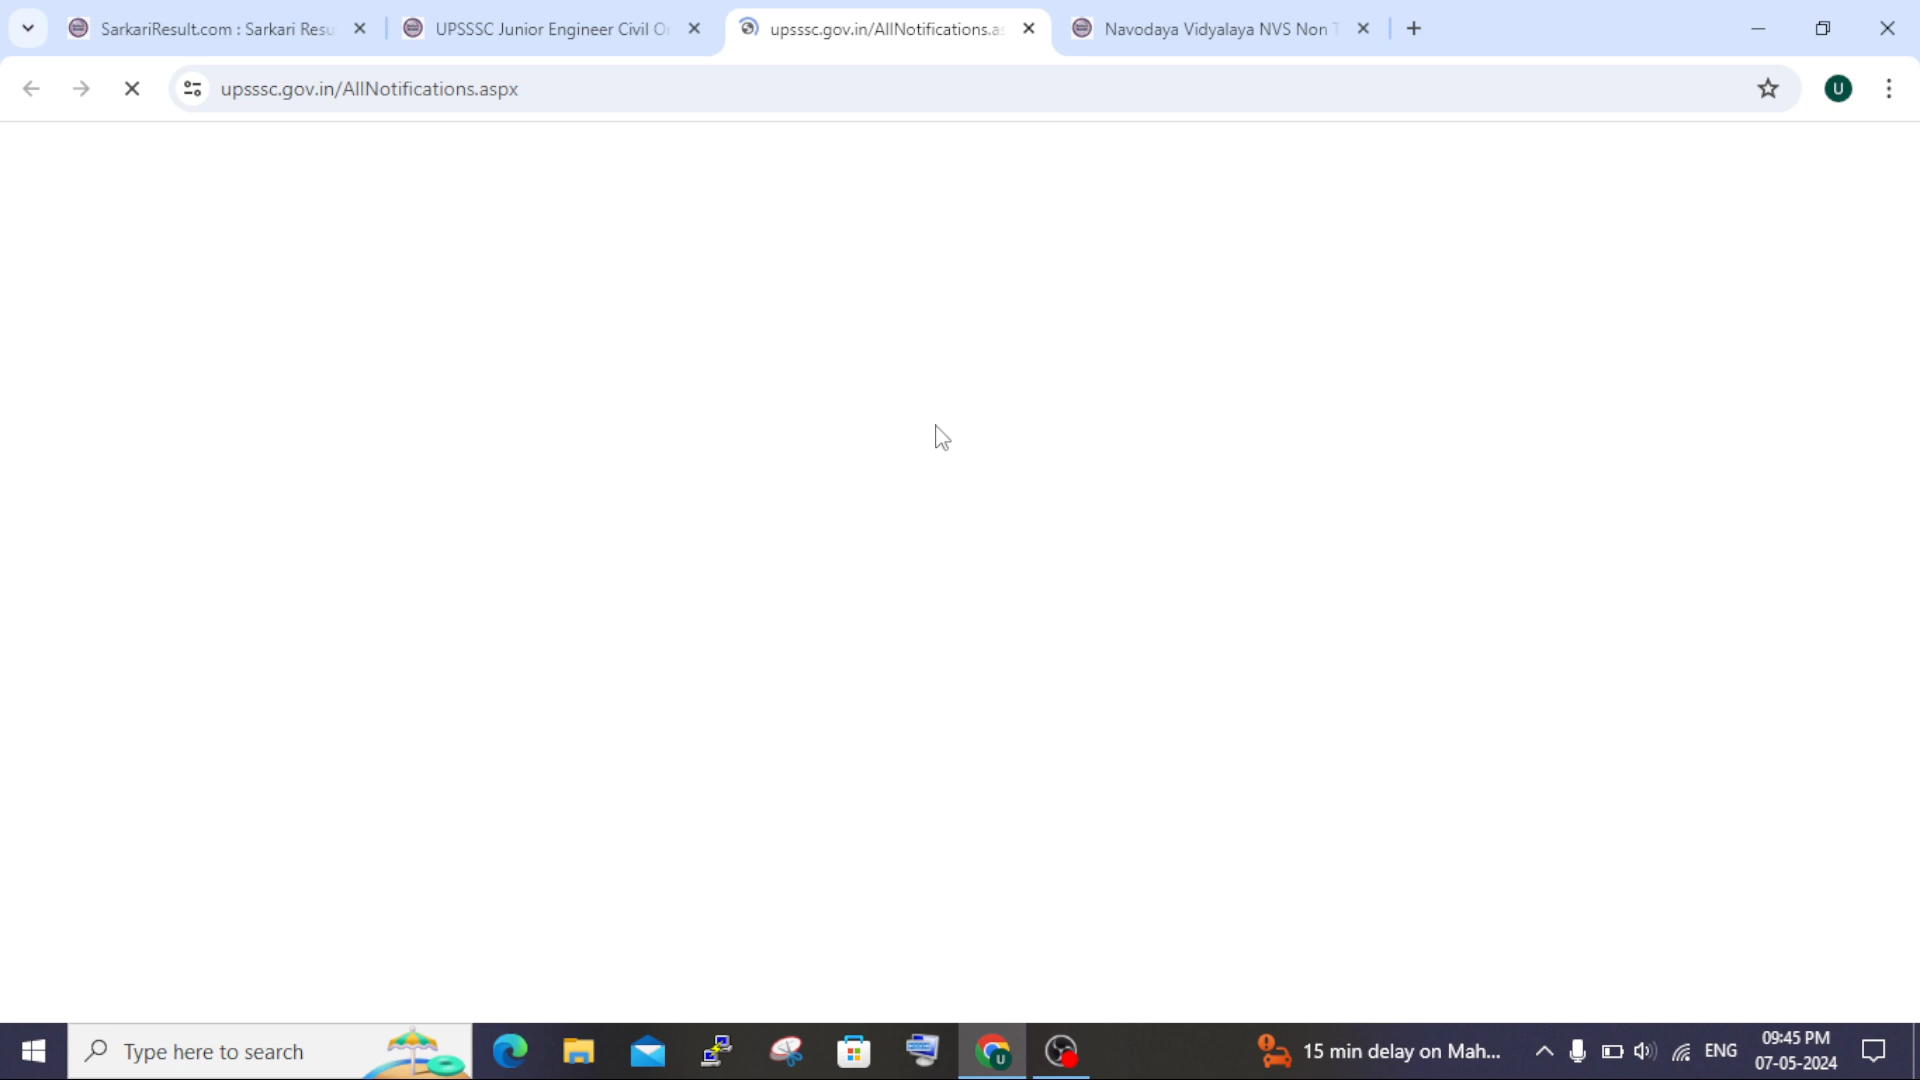 SarkariResult.com : Sarkari Resu
UPSSSC Junior Engineer Civil O
upsssc.gov.in/AllNotifications.as
Navodaya Vidyalaya NVS Non T
upsssc.gov.in/AllNotifications.aspx
U
Type here to search
U
15 min delay on Mah...
ENG
09:45 PM
07-05-2024